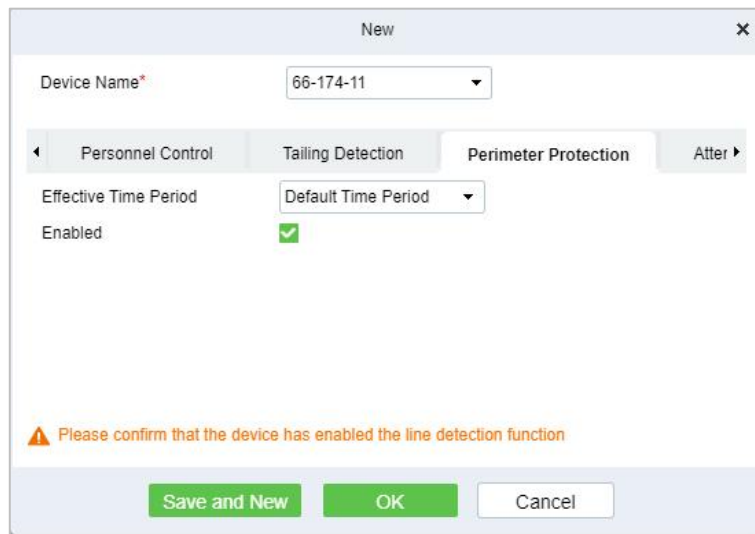 New
Device Name*
66-174-11
Personnel Control
Tailing Detection
Perimeter Protection
Atter
Effective Time Period
Default Time Period
Enabled
Please confirm that the device has enabled the line detection function
Save and New
OK
Cancel